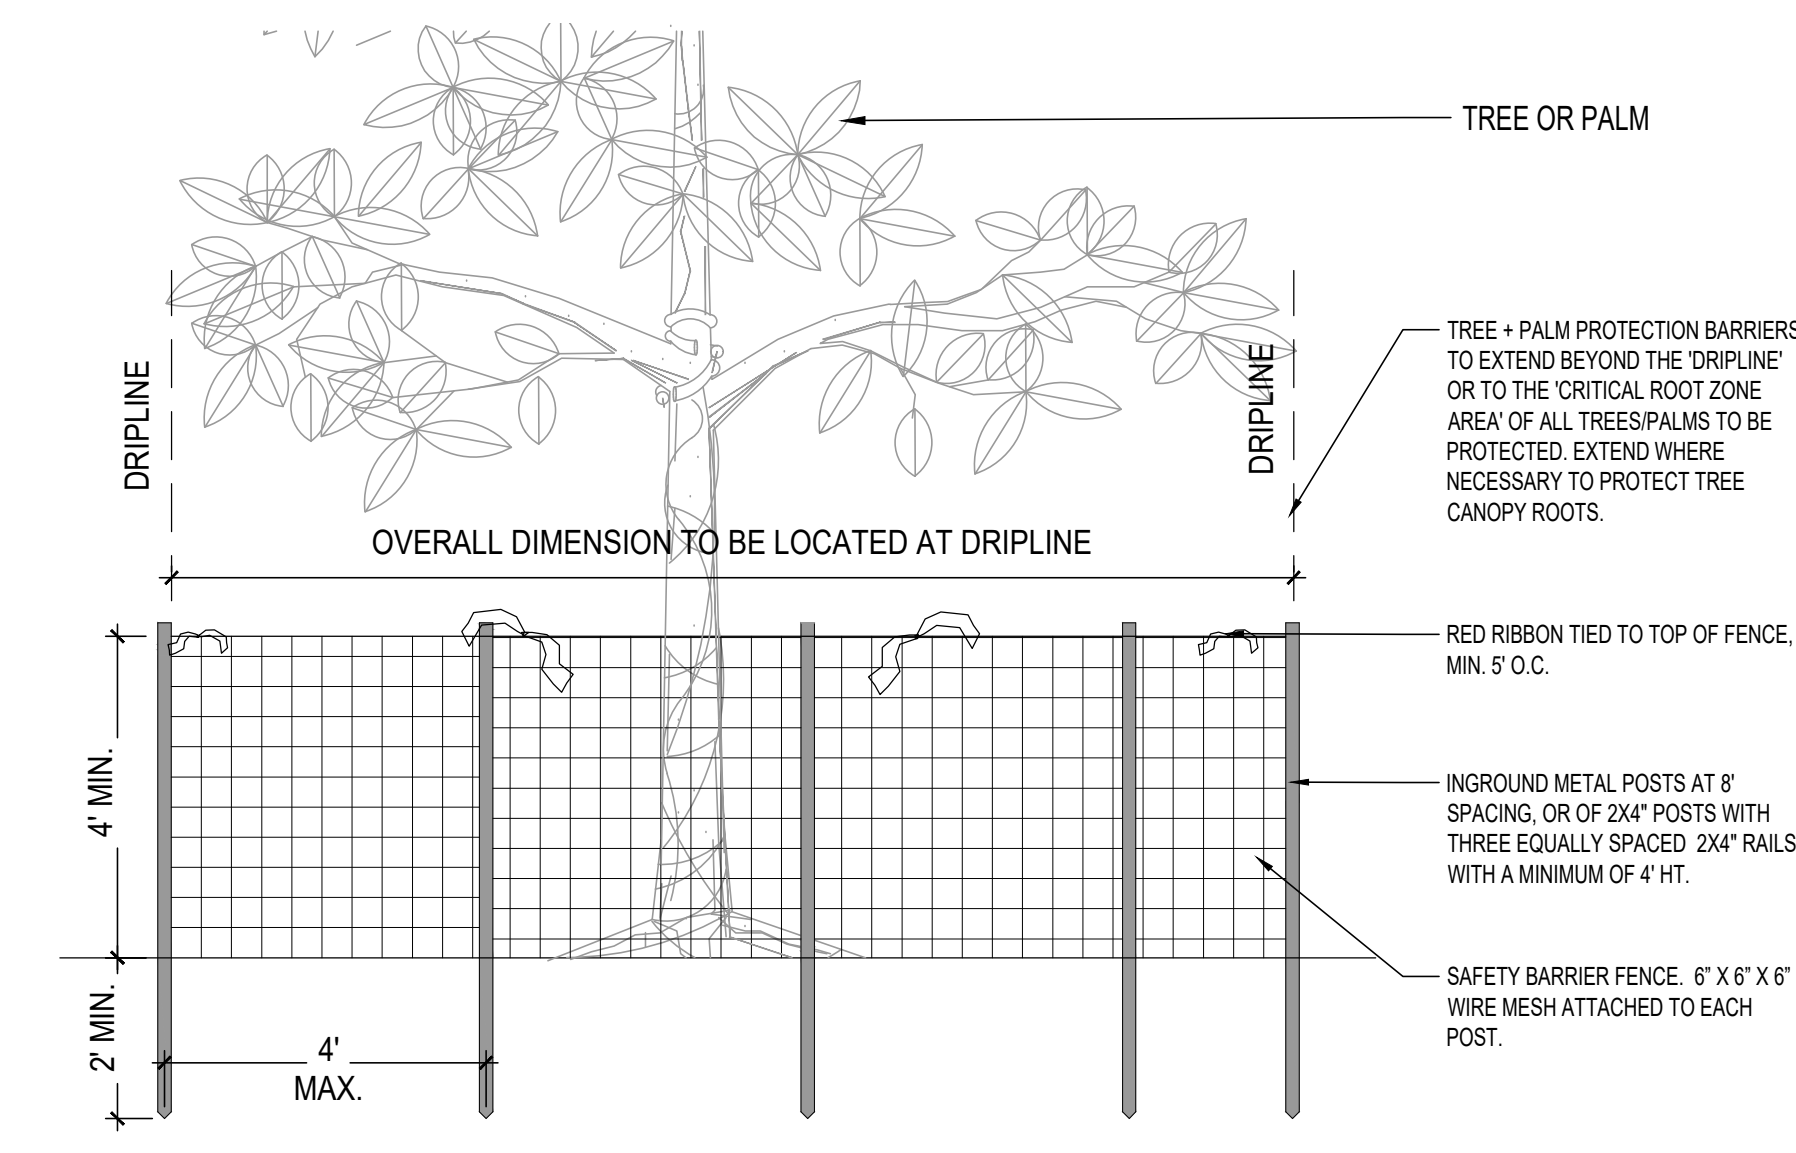 TREE OR PALM
DRIPLINE
DRIPLINE
TREE + PALM PROTECTION BARRIERS
TO EXTEND BEYOND THE 'DRIPLINE'
OR TO THE 'CRITICAL ROOT ZONE
AREA' OF ALL TREES/PALMS TO BE
PROTECTED. EXTEND WHERE
NECESSARY TO PROTECT TREE
CANOPY ROOTS.
OVERALL DIMENSION TO BE LOCATED AT DRIPLINE
RED RIBBON TIED TO TOP OF FENCE,
MIN. 5' O.C.
4' MIN.
INGROUND METAL POSTS AT 8'
SPACING, OR OF 2X4" POSTS WITH
THREE EQUALLY SPACED 2X4" RAILS
WITH A MINIMUM OF 4' HT.
SAFETY BARRIER FENCE. 6” X 6” X 6”
WIRE MESH ATTACHED TO EACH
POST.
2' MIN.
4'
MAX.